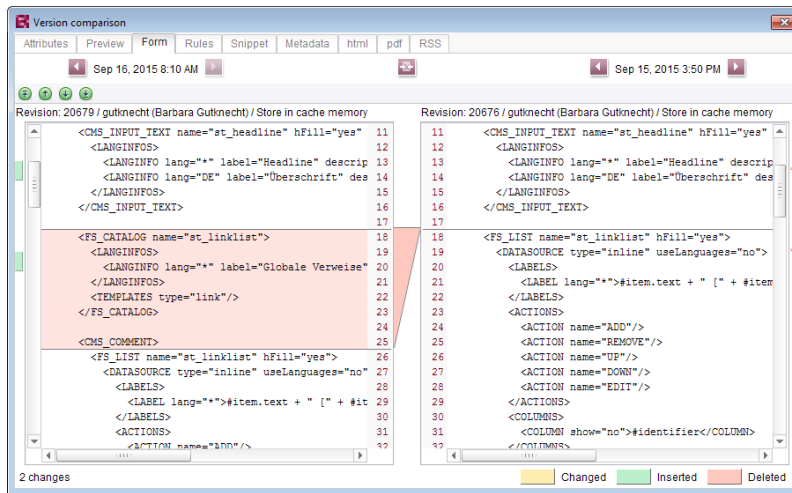 Version comparison
Attributes Preview Form Rules Snippet Metadata html pdf RSS
Sep 16, 2015 8:10 AM Sep 15, 2015 3:50 PM
Revision: 20679 / gutknecht (Barbara Gutknecht) / Store in cache memory
<CMS_INPUT_TEXT name="st_headline" hFill="yes" 11
<LANGINFOS> 12
<LANGINFO lang="*" label="Headline" descrip 13
<LANGINFO lang="DE" label="Überschrift" des 14
</LANGINFOS> 15
</CMS_INPUT_TEXT> 16
17
<FS_CATALOG name="st_linklist"> 18
<LANGINFOS> 19
<LANGINFO lang="*" label="Globale Verweise" 20
</LANGINFOS> 21
<TEMPLATES type="link"/> 22
</FS_CATALOG> 23
24
<CMS_COMMENT> 25
<FS_LIST name="st_linklist" hFill="yes"> 26
<DATASOURCE type="inline" useLanguages="no" 27
<LABELS> 28
<LABEL lang="*">#item.text + " [" + #it 29
</LABELS> 30
<ACTIONS> 31
<ACTION name="ADD"/> 32
Revision: 20676 / gutknecht (Barbara Gutknecht) / Store in cache memory
11 <CMS_INPUT_TEXT name="st_headline" hFill="yes"
12 <LANGINFOS>
13 <LANGINFO lang="*" label="Headline" descrip
14 <LANGINFO lang="DE" label="Überschrift" des
15 </LANGINFOS>
16 </CMS_INPUT_TEXT>
17
18 <FS_LIST name="st_linklist" hFill="yes">
19 <DATASOURCE type="inline" useLanguages="no">
20 <LABELS>
21 <LABEL lang="*">#item.text + " [" + #item
22 </LABELS>
23 <ACTIONS>
24 <ACTION name="ADD"/>
25 <ACTION name="REMOVE"/>
26 <ACTION name="UP"/>
27 <ACTION name="DOWN"/>
28 <ACTION name="EDIT"/>
29 </ACTIONS>
30 <COLUMNS>
31 <COLUMN show="no">#identifier</COLUMN>
32 </COLUMNS>
2 changes Changed Inserted Deleted